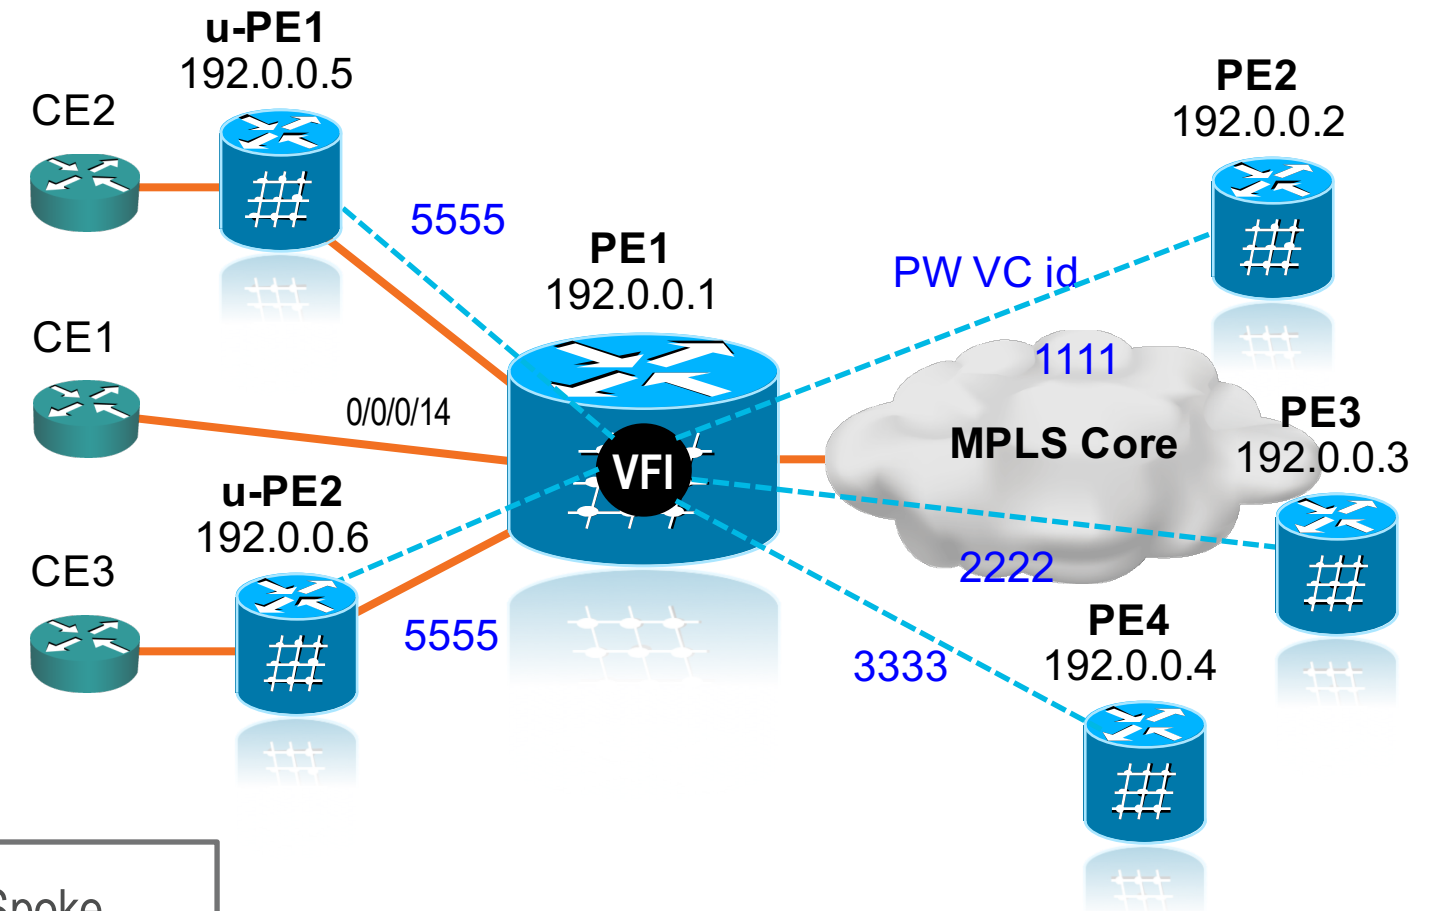 u-PE1
192.0.0.5
CE2
5555
PE1
192.0.0.1
PE2
192.0.0.2
PW VC id
1111
CE1
0/0/0/14
VFI
MPLS Core
PE3
192.0.0.3
u-PE2
192.0.0.6
CE3
5555
2222
3333
PE4
192.0.0.4
Spoke